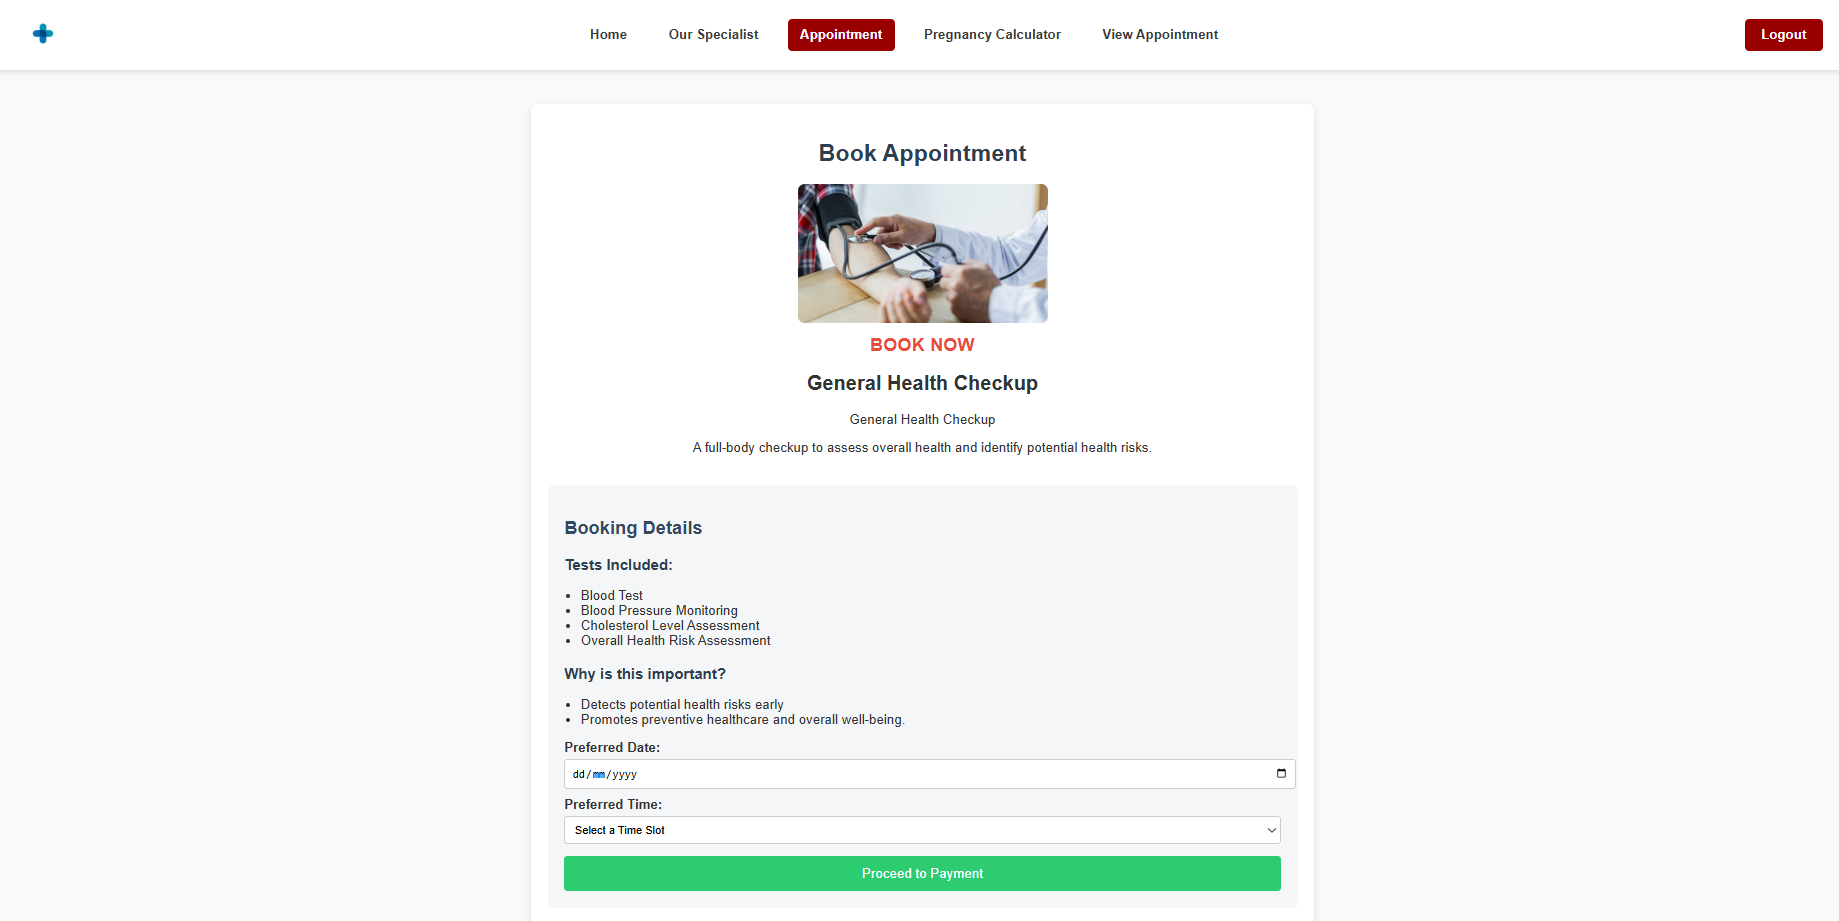 Home
Our Specialist
Appointment
Pregnancy Calculator
View Appointment
Logout
Book Appointment
BOOK NOW
General Health Checkup
General Health Checkup
A full-body checkup to assess overall health and identify potential health risks.
Booking Details
Tests Included:
• Blood Test
• Blood Pressure Monitoring
• Cholesterol Level Assessment
• Overall Health Risk Assessment
Why is this important?
• Detects potential health risks early
• Promotes preventive healthcare and overall well-being.
Preferred Date:
dd/mm/yyyy
Preferred Time:
Select a Time Slot
Proceed to Payment